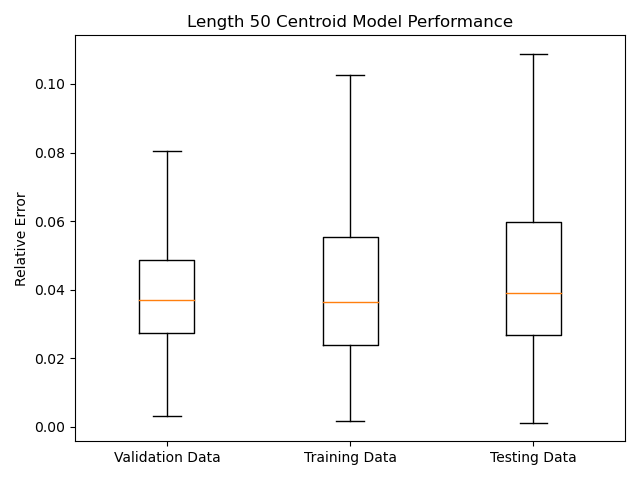 Length 50 Centroid Model Performance
Relative Error
0.10
0.08
0.06
0.04
0.02
0.00
Validation Data
Training Data
Testing Data